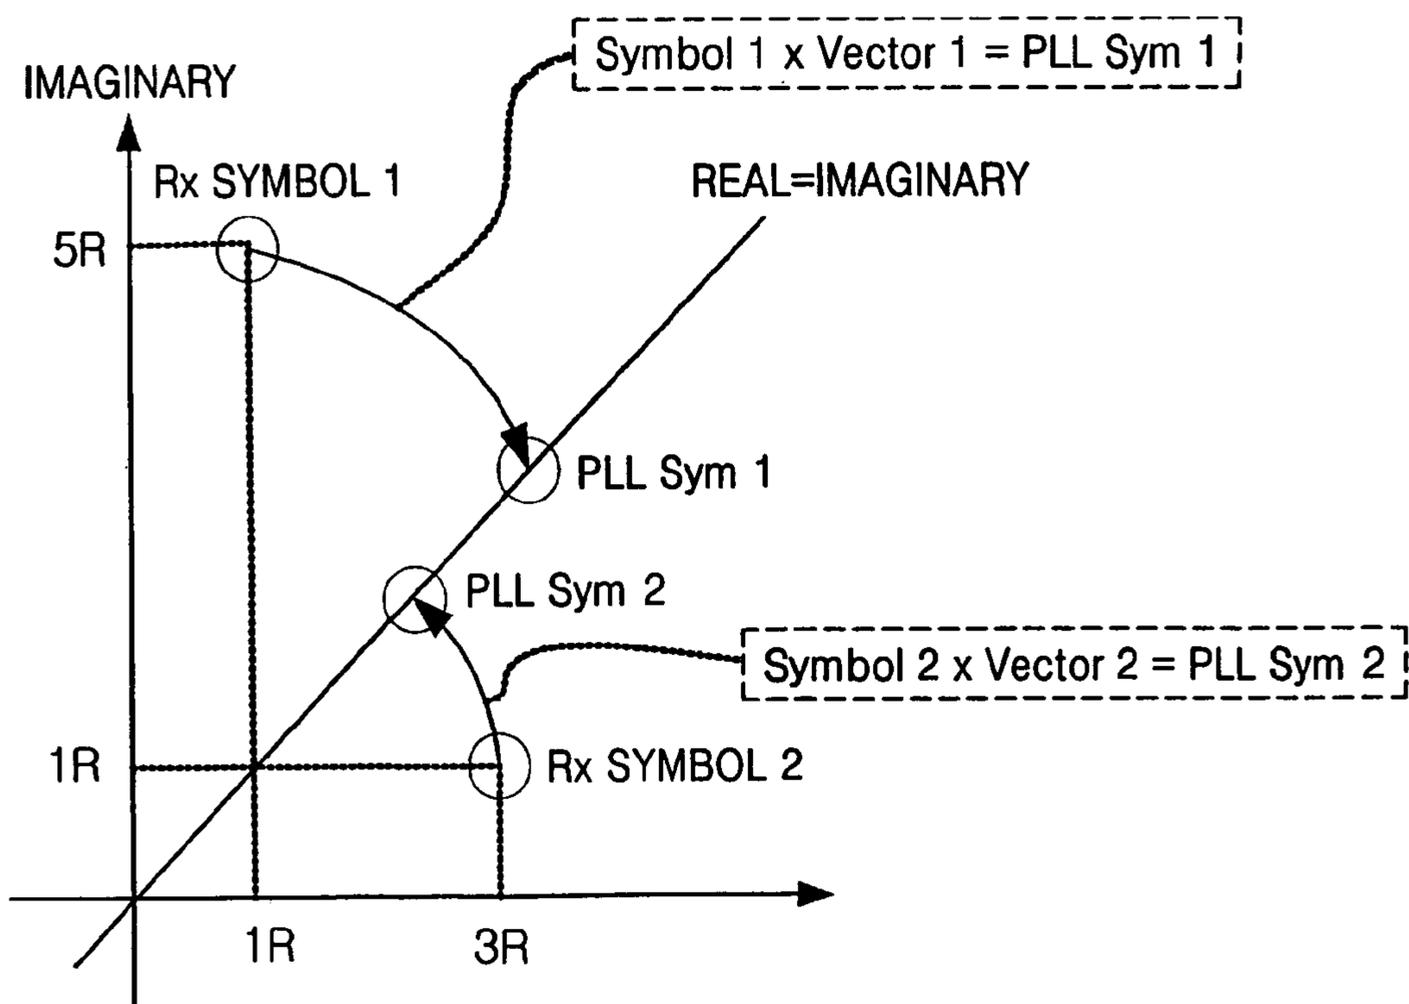 Symbol 1 x Vector 1 = PLL Sym 1
IMAGINARY
Rx SYMBOL 1
REAL=IMAGINARY
5R
PLL Sym 1
PLL Sym 2
Symbol 2 x Vector 2 = PLL Sym 2
1R
Rx SYMBOL 2
1R
3R